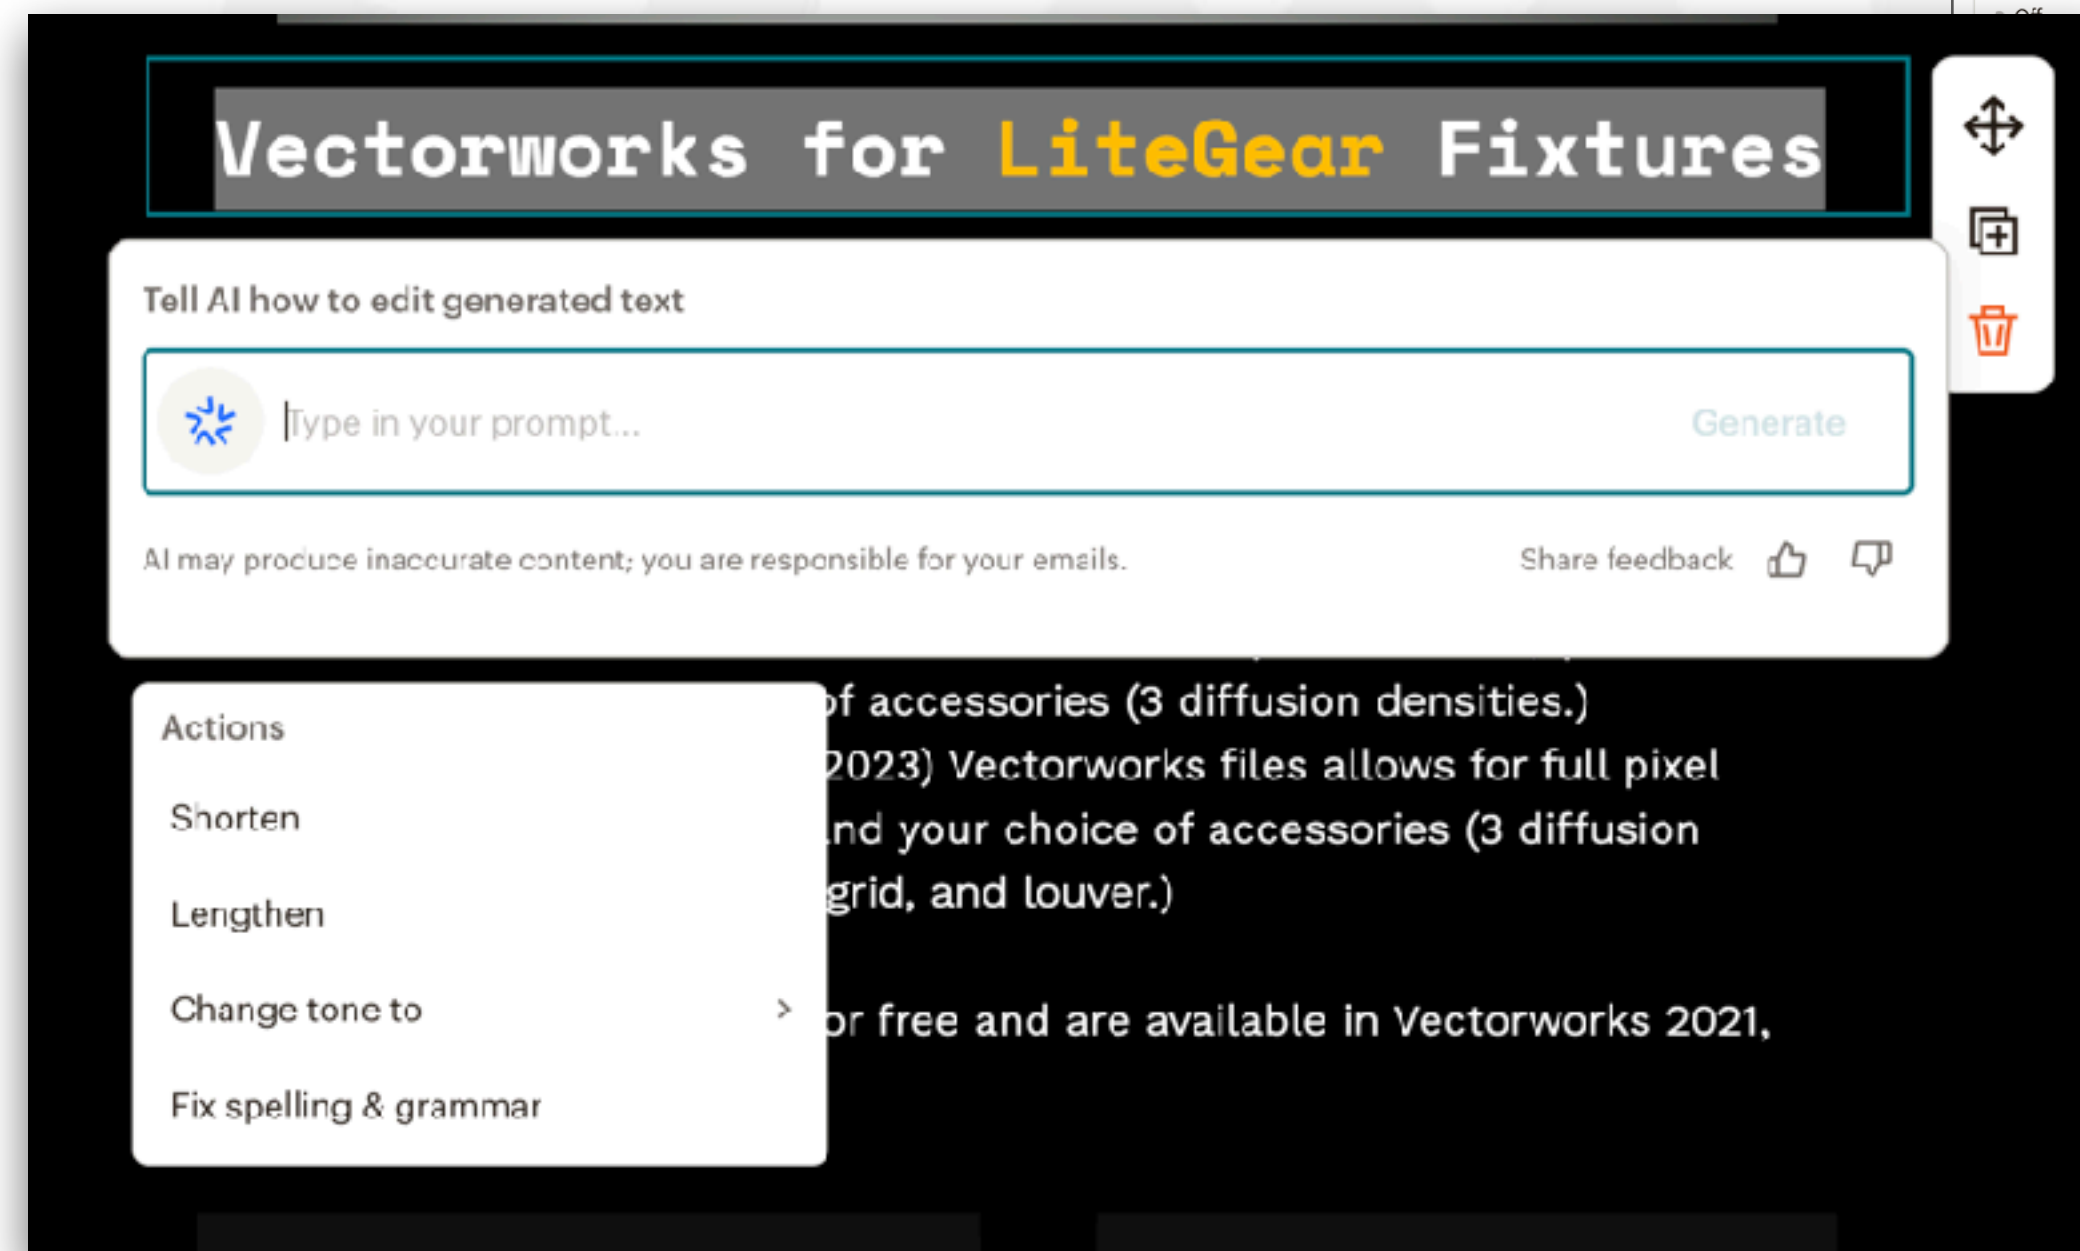 Off
Vectorworks for LiteGear Fixtures
Tell AI how to edit generated text
Type in your prompt...
Generate
AI may produce inaccurate content; you are responsible for your emails.
Share feedback
Actions
Shorten
Lengthen
Change tone to
Fix spelling & grammar
of accessories (3 diffusion densities.)
2023) Vectorworks files allows for full pixel
nd your choice of accessories (3 diffusion
grid, and louver.)
or free and are available in Vectorworks 2021,